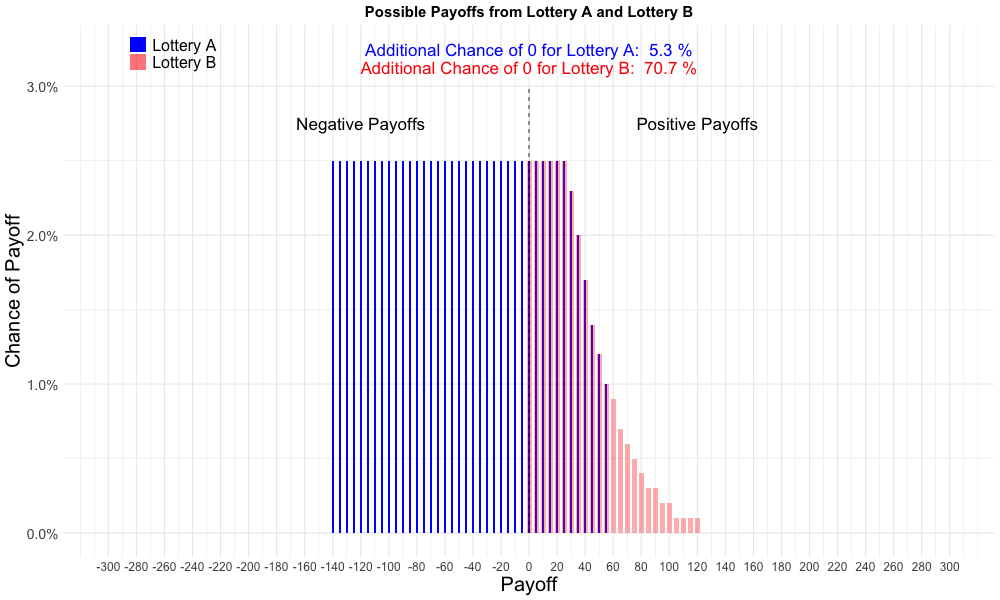 Possible Payoffs from Lottery A and Lottery B
Lottery A
Lottery B
Additional Chance of 0 for Lottery A:  5.3 %
Additional Chance of 0 for Lottery B:  70.7 %
Negative Payoffs
Positive Payoffs
Chance of Payoff
3.0%
2.0%
1.0%
0.0%
-300 -280 -260 -240 -220 -200 -180 -160 -140 -120 -100 -80 -60 -40 -20 0 20 40 60 80 100 120 140 160 180 200 220 240 260 280 300
Payoff